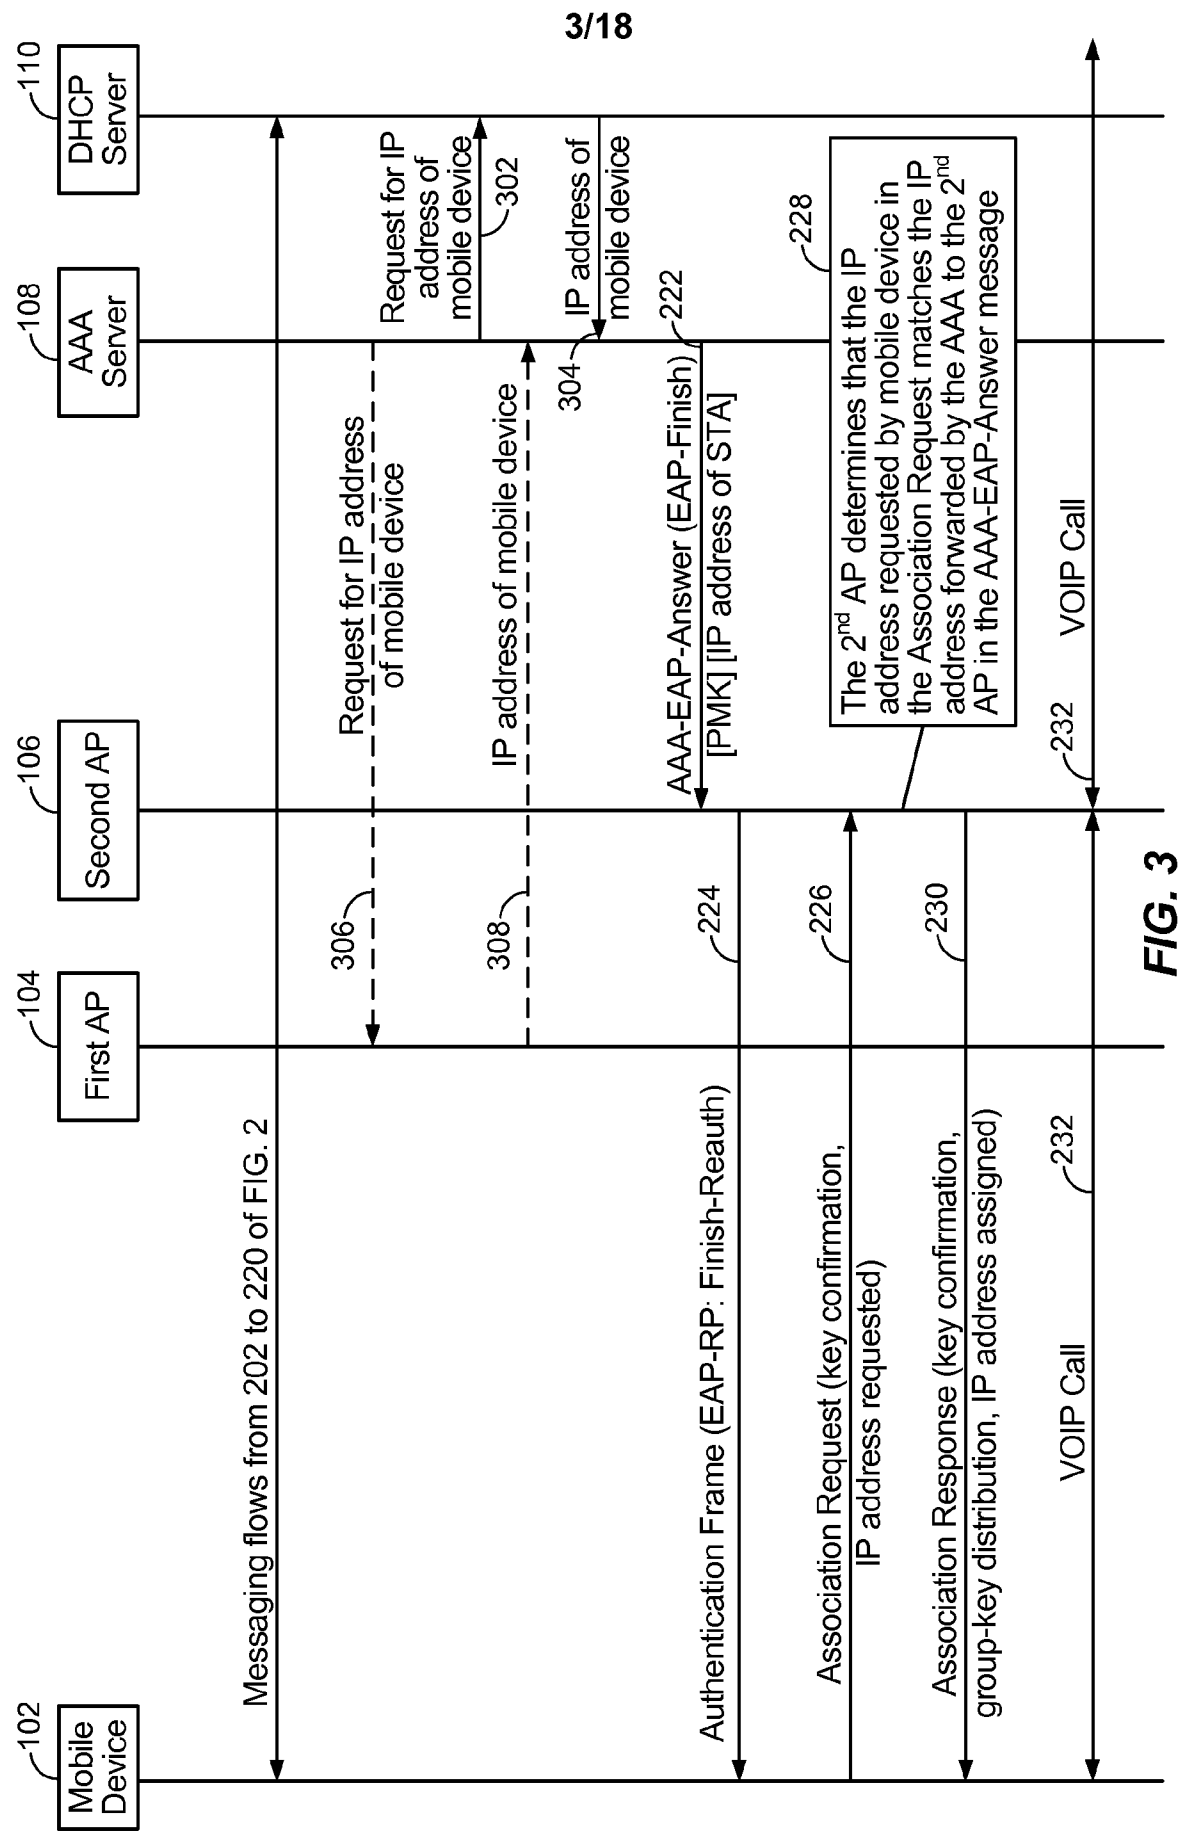 3/18
102
Mobile
Device
104
First AP
106
Second AP
108
AAA
Server
110
DHCP
Server
Messaging flows from 202 to 220 of FIG. 2
Request for IP address
of mobile device
306
Request for IP
address of
mobile device
302
IP address of mobile device
308
IP address of
mobile device
304
AAA-EAP-Answer (EAP-Finish)
[PMK] [IP address of STA]
222
Authentication Frame (EAP-RP: Finish-Reauth)
224
Association Request (key confirmation,
IP address requested)
226
The 2nd AP determines that the IP
address requested by mobile device in
the Association Request matches the IP
address forwarded by the AAA to the 2nd
AP in the AAA-EAP-Answer message
228
Association Response (key confirmation,
group-key distribution, IP address assigned)
230
VOIP Call
232
VOIP Call
232
FIG. 3